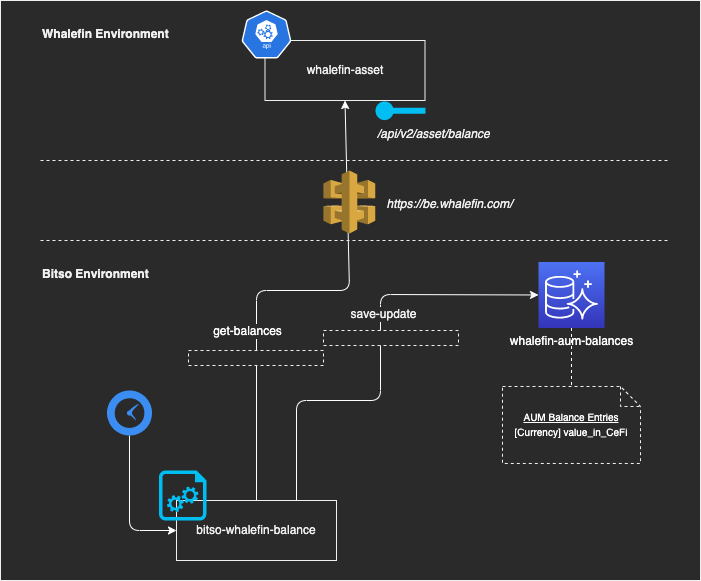 Whalefin Environment
api
whalefin-asset
/api/v2/asset/balance
https://be.whalefin.com/
Bitso Environment
get-balances
save-update
whalefin-aum-balances
AUM Balance Entries
[Currency] value_in_CeFi
bitso-whalefin-balance